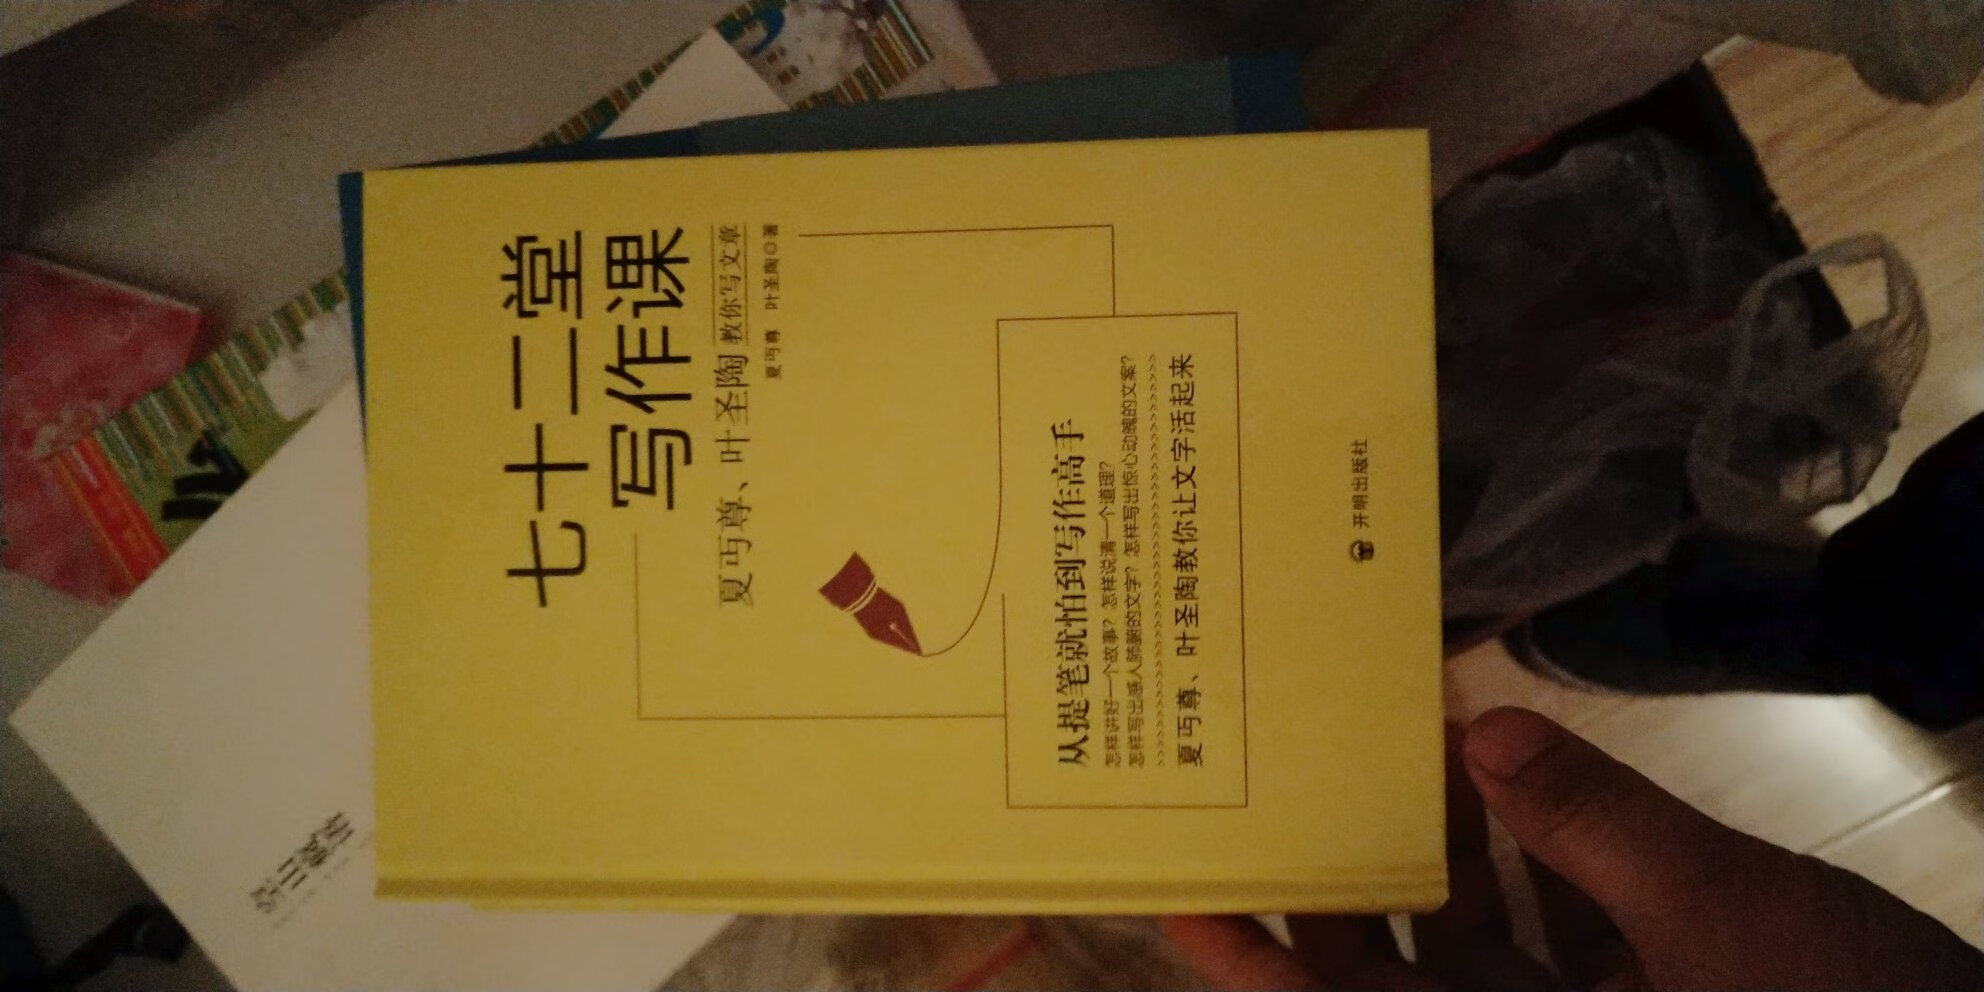 七十二堂
写作课
夏丏尊、叶圣陶 教你写文章
夏丏尊 叶圣陶◎著
从提笔就怕到写作高手
怎样讲好一个故事？怎样说清一个道理？
怎样写出感人肺腑的文字？怎样写出惊心动魄的文案？
>>>>>>>>>>>>>>>>>>>>>>>>>>>>>>>>>>>>>>>>
夏丏尊、叶圣陶教你让文字活起来
开明出版社